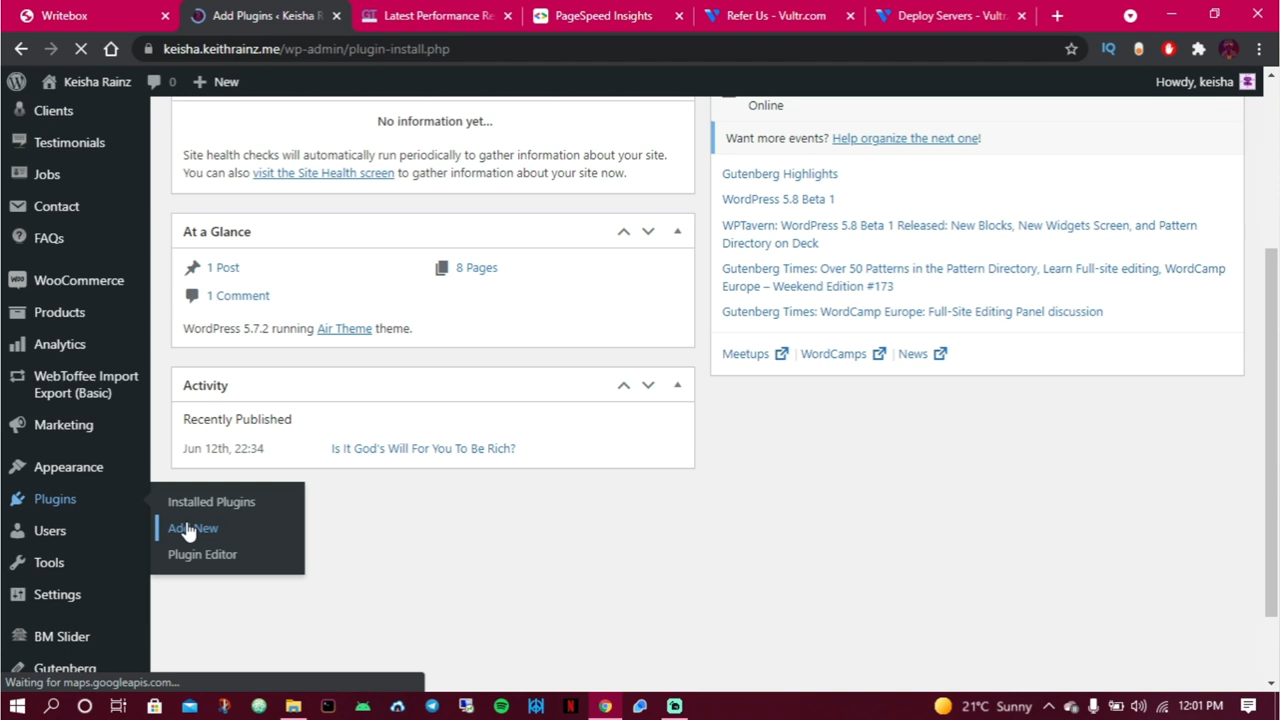 Writebox
Add Plugins ‹ Keisha R
Latest Performance Re
PageSpeed Insights
Refer Us - Vultr.com
Deploy Servers - Vultr.
keisha.keithrainz.me/wp-admin/plugin-install.php
IQ
Keisha Rainz
0
New
Howdy, keisha
Clients
Testimonials
Jobs
Contact
FAQs
WooCommerce
Products
Analytics
WebToffee Import
Export (Basic)
Marketing
Appearance
Plugins
Users
Tools
Settings
BM Slider
Gutenberg
Installed Plugins
Add New
Plugin Editor
No information yet...
Site health checks will automatically run periodically to gather information about your site.
You can also visit the Site Health screen to gather information about your site now.
At a Glance
1 Post
8 Pages
1 Comment
WordPress 5.7.2 running Air Theme theme.
Activity
Recently Published
Jun 12th, 22:34
Is It God's Will For You To Be Rich?
Online
Want more events? Help organize the next one!
Gutenberg Highlights
WordPress 5.8 Beta 1
WPTavern: WordPress 5.8 Beta 1 Released: New Blocks, New Widgets Screen, and Pattern
Directory on Deck
Gutenberg Times: Over 50 Patterns in the Pattern Directory, Learn Full-site editing, WordCamp
Europe – Weekend Edition #173
Gutenberg Times: WordCamp Europe: Full-Site Editing Panel discussion
Meetups | WordCamps | News
Waiting for maps.googleapis.com...
21°C Sunny
12:01 PM